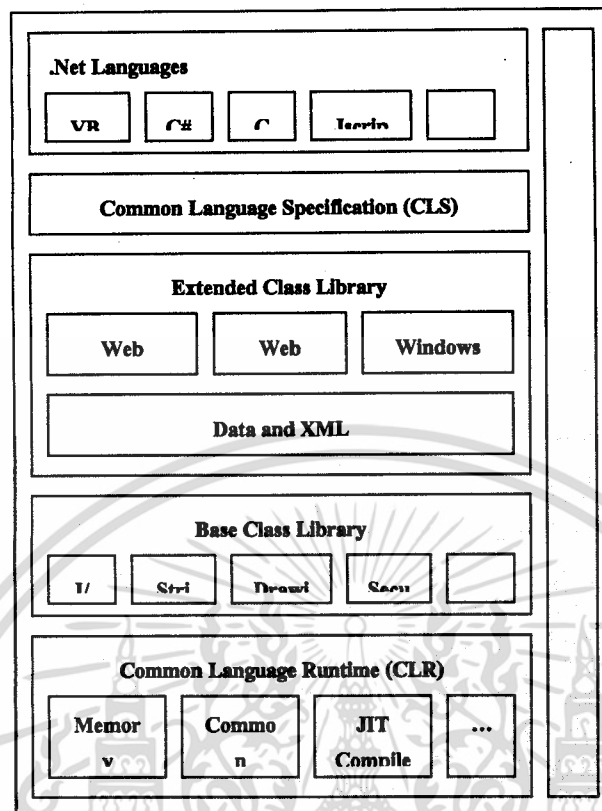 .Net Languages
VB C# C Jscrip
Common Language Specification (CLS)
Extended Class Library
Web Web Windows
Data and XML
Base Class Library
I/ Stri Drawi Secu
Common Language Runtime (CLR)
Memor Commo JIT ...
y n Compile